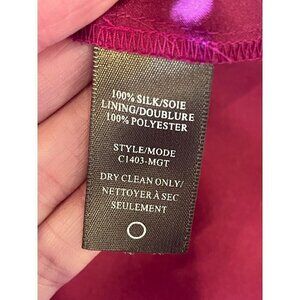 100% SILK/SOIE
LINING/DOUBLURE
100% POLYESTER
STYLE/MODE
C1403-MGT
DRY CLEAN ONLY/
NETTOYER À SEC
SEULEMENT